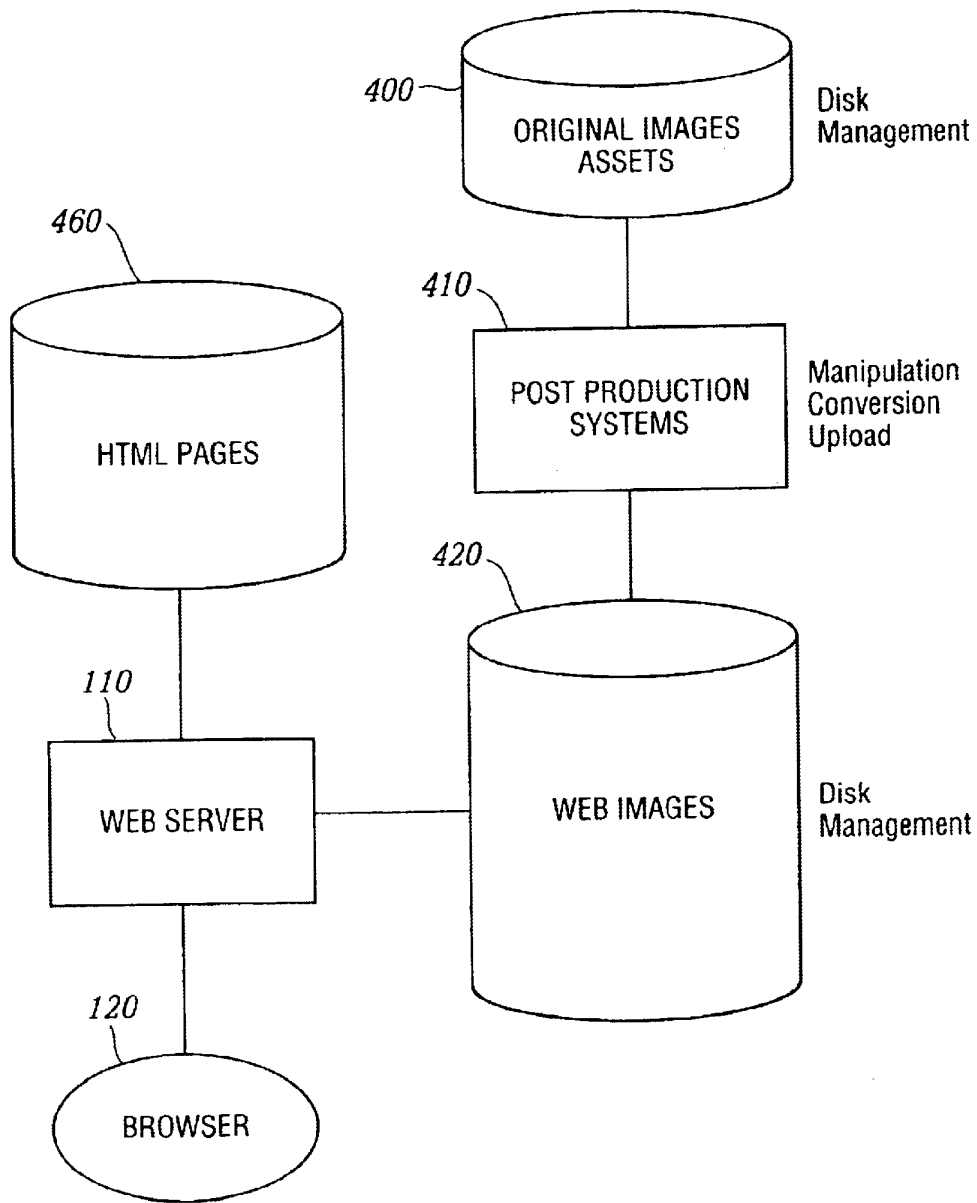 400
ORIGINAL IMAGES
ASSETS
Disk
Management
460
410
HTML PAGES
POST PRODUCTION
SYSTEMS
Manipulation
Conversion
Upload
420
110
WEB SERVER
WEB IMAGES
Disk
Management
120
BROWSER